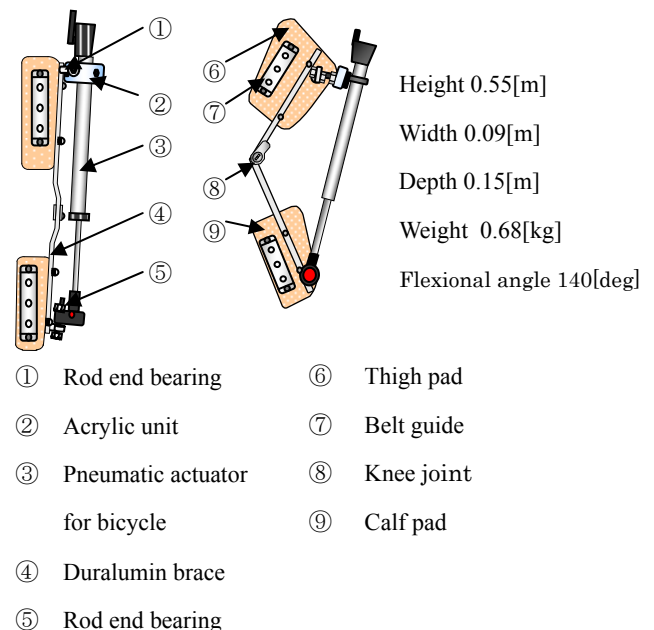 ①
②
③
④
⑤
⑥
⑦
⑧
⑨
Height 0.55[m]
Width 0.09[m]
Depth 0.15[m]
Weight 0.68[kg]
Flexional angle 140[deg]
① Rod end bearing
② Acrylic unit
③ Pneumatic actuator
for bicycle
④ Duralumin brace
⑤ Rod end bearing
⑥ Thigh pad
⑦ Belt guide
⑧ Knee joint
⑨ Calf pad